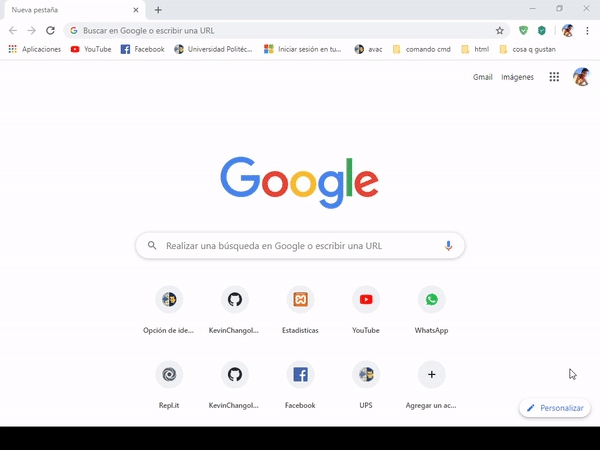 Nueva pestaña
Buscar en Google o escribir una URL
Aplicaciones YouTube Facebook Universidad Politéc... Iniciar sesión en tu... avac comando cmd html cosa q gustan
Gmail Imágenes
Google
Realizar una búsqueda en Google o escribir una URL
Opción de ide... KevinChangol... Estadísticas YouTube WhatsApp
Repl.it KevinChangol... Facebook UPS Agregar un ac...
Personalizar